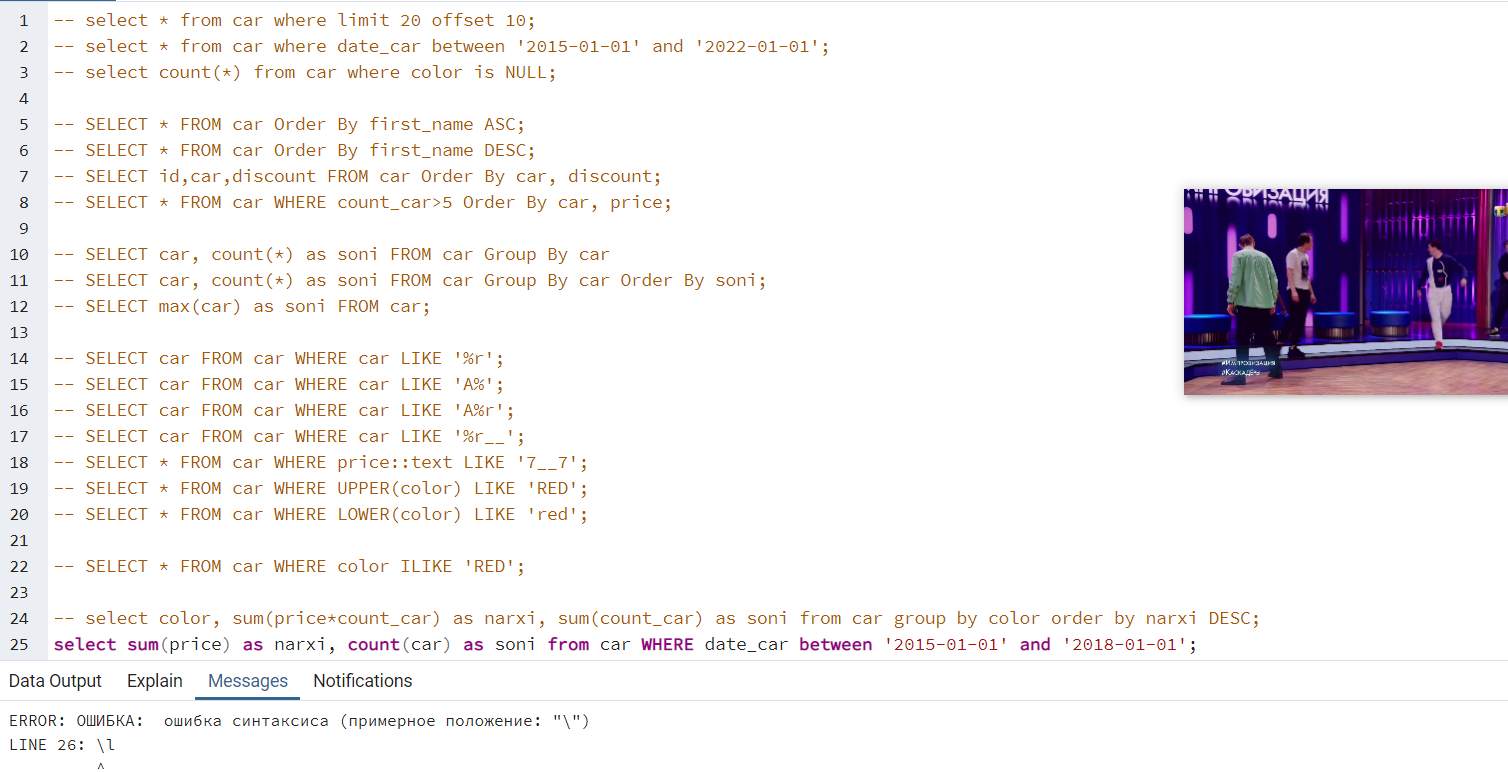 1 -- select * from car where limit 20 offset 10;
2 -- select * from car where date_car between '2015-01-01' and '2022-01-01';
3 -- select count(*) from car where color is NULL;
4
5 -- SELECT * FROM car Order By first_name ASC;
6 -- SELECT * FROM car Order By first_name DESC;
7 -- SELECT id,car,discount FROM car Order By car, discount;
8 -- SELECT * FROM car WHERE count_car>5 Order By car, price;
9
10 -- SELECT car, count(*) as soni FROM car Group By car
11 -- SELECT car, count(*) as soni FROM car Group By car Order By soni;
12 -- SELECT max(car) as soni FROM car;
13
14 -- SELECT car FROM car WHERE car LIKE '%r';
15 -- SELECT car FROM car WHERE car LIKE 'A%';
16 -- SELECT car FROM car WHERE car LIKE 'A%r';
17 -- SELECT car FROM car WHERE car LIKE '%r__';
18 -- SELECT * FROM car WHERE price::text LIKE '7__7';
19 -- SELECT * FROM car WHERE UPPER(color) LIKE 'RED';
20 -- SELECT * FROM car WHERE LOWER(color) LIKE 'red';
21
22 -- SELECT * FROM car WHERE color ILIKE 'RED';
23
24 -- select color, sum(price*count_car) as narxi, sum(count_car) as soni from car group by color order by narxi DESC;
25 select sum(price) as narxi, count(car) as soni from car WHERE date_car between '2015-01-01' and '2018-01-01';
#ИМПРОВИЗАЦИЯ
#КАСКАДЁРЫ
Data Output Explain Messages Notifications
ERROR: ОШИБКА:  ошибка синтаксиса (примерное положение: "\")
LINE 26: \l
^